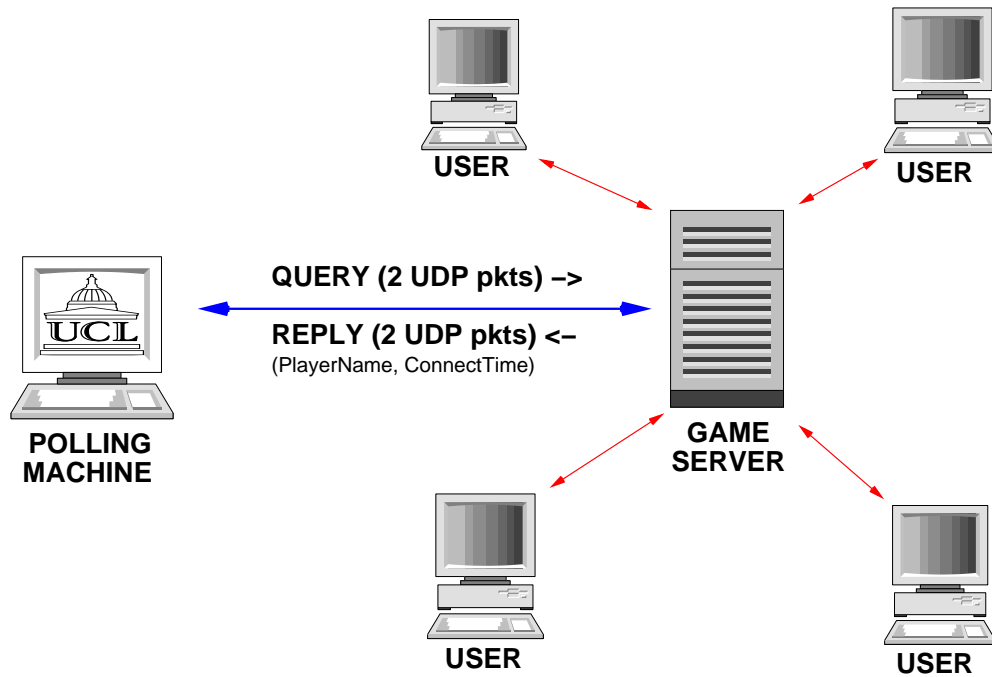 USER
USER
QUERY (2 UDP pkts) –>
UCL
REPLY (2 UDP pkts) <–
(PlayerName, ConnectTime)
POLLING
MACHINE
GAME
SERVER
USER
USER